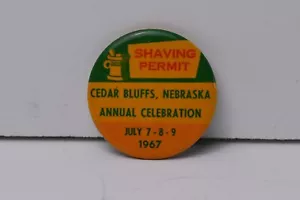 SHAVING
PERMIT
CEDAR BLUFFS, NEBRASKA
ANNUAL CELEBRATION
JULY 7-8-9
1967